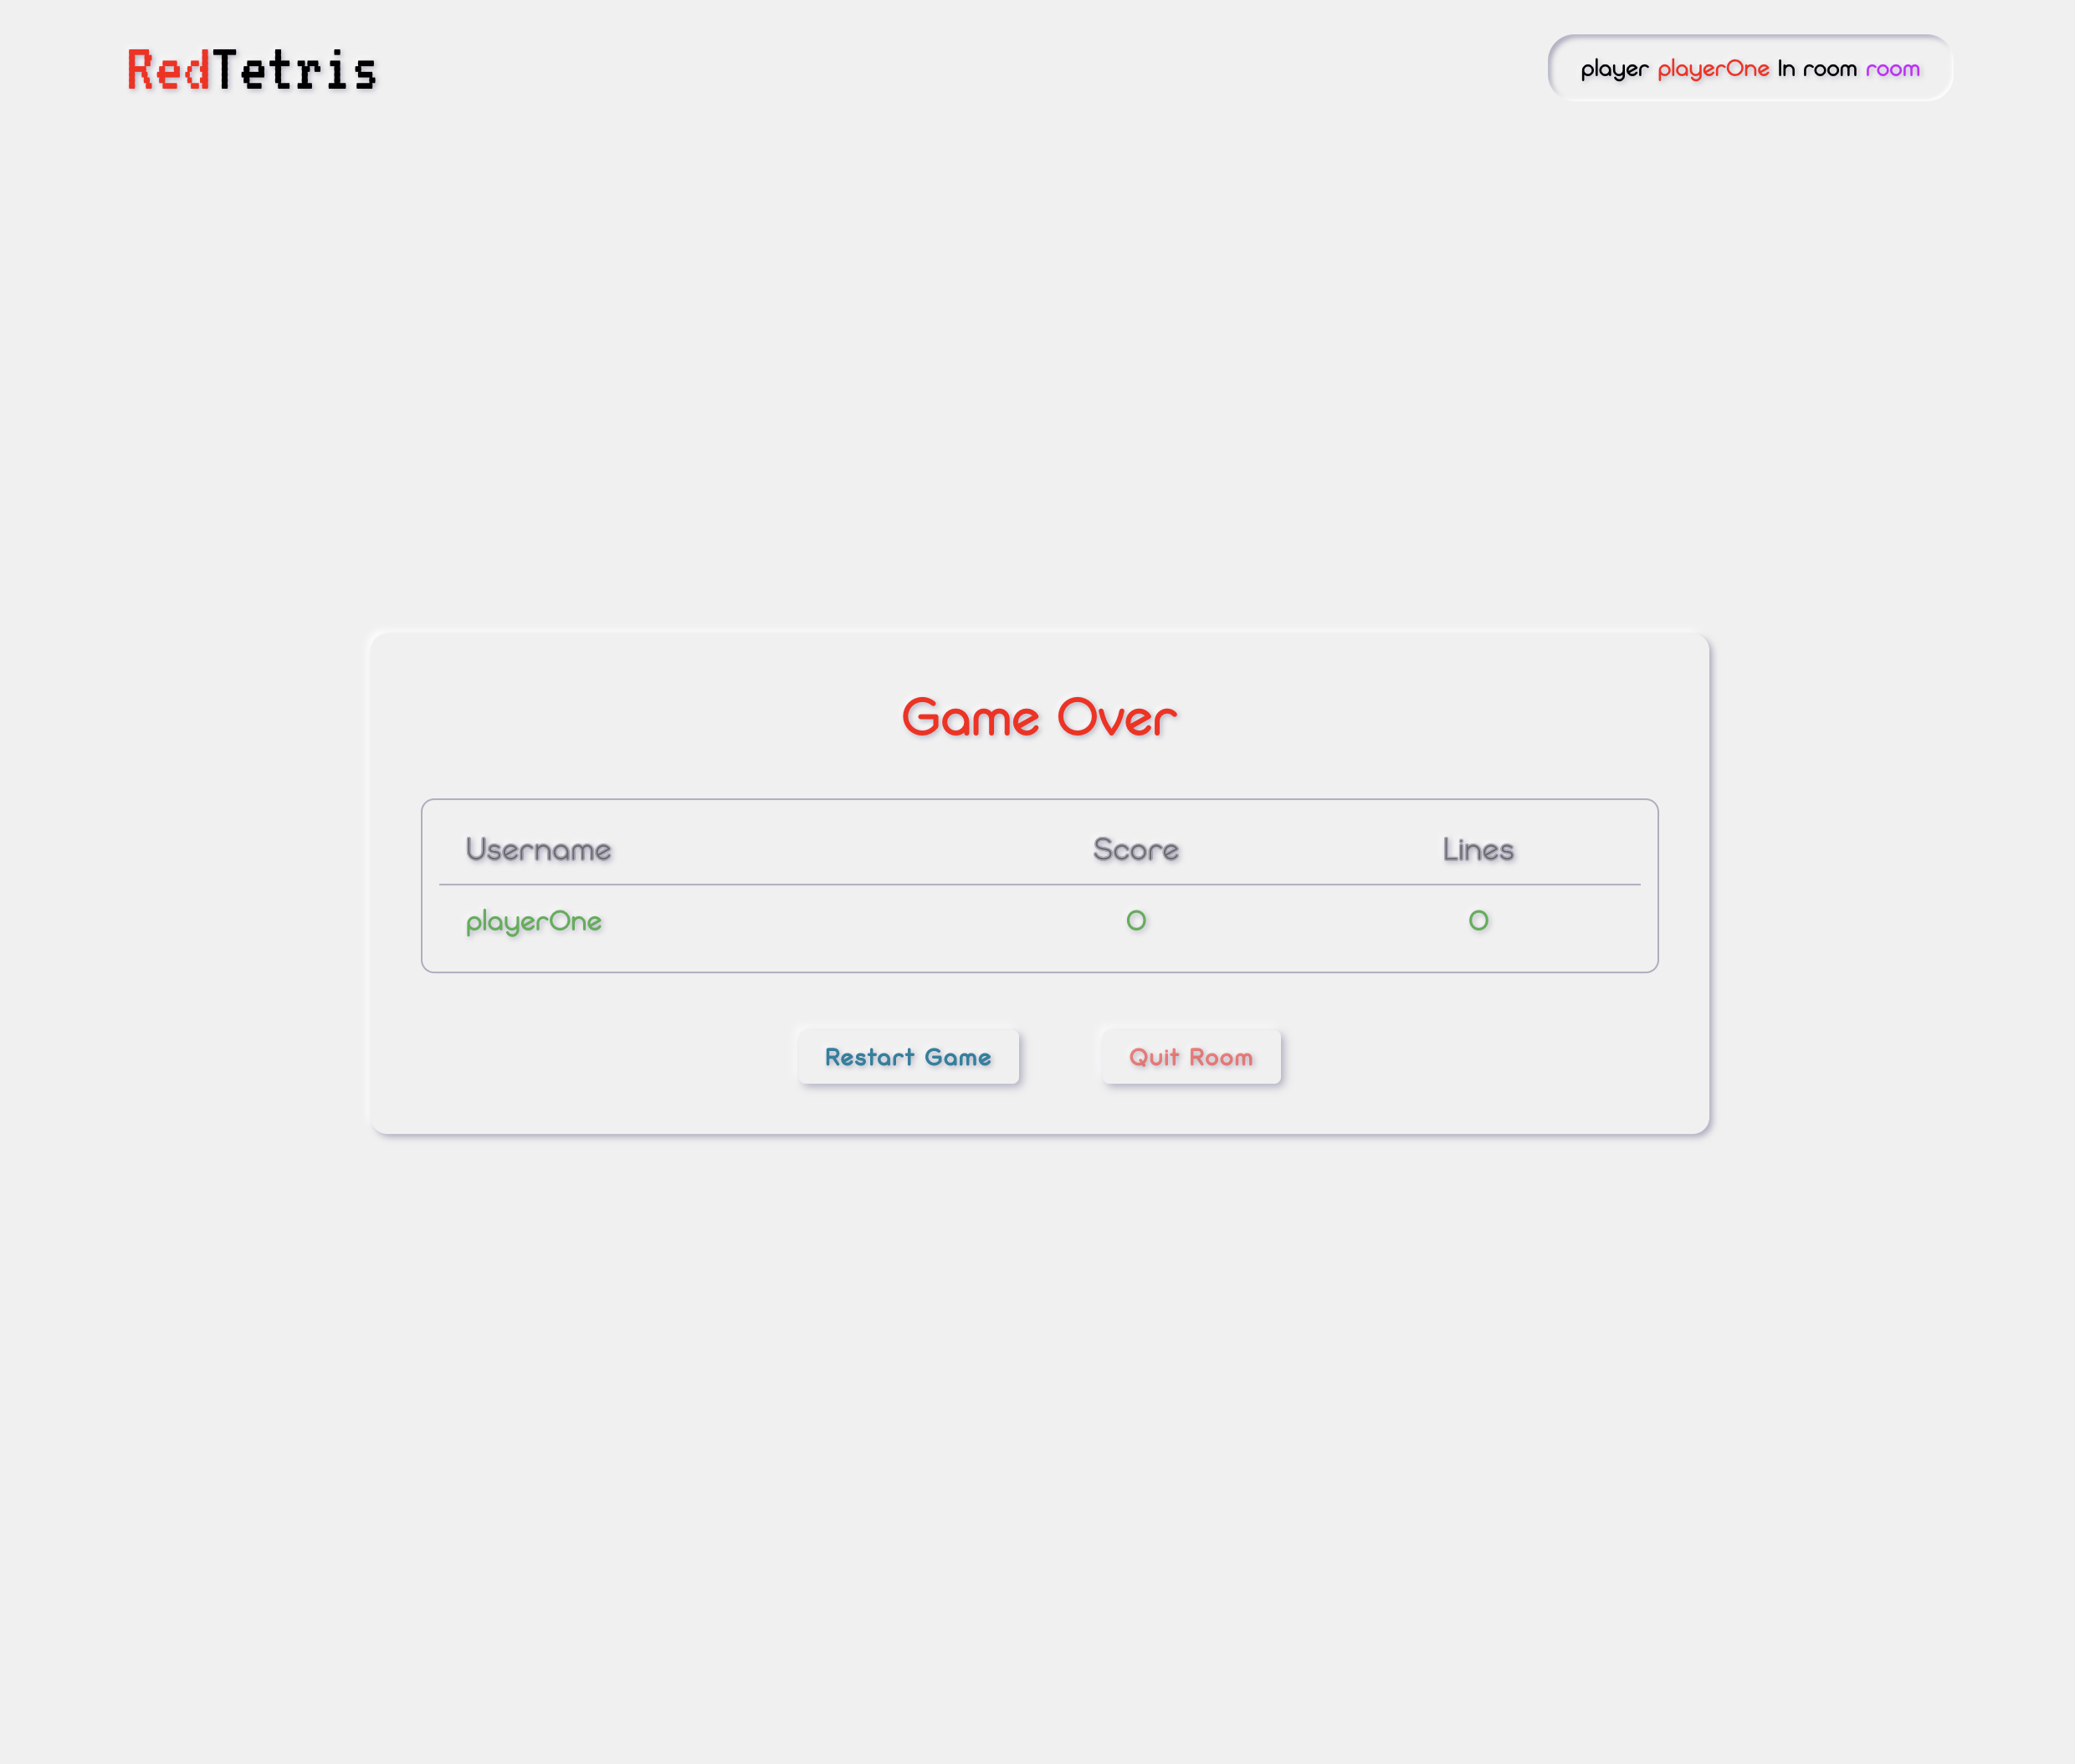 RedTetris
player playerOne In room room
Game Over
Username Score Lines
playerOne 0 0
Restart Game Quit Room